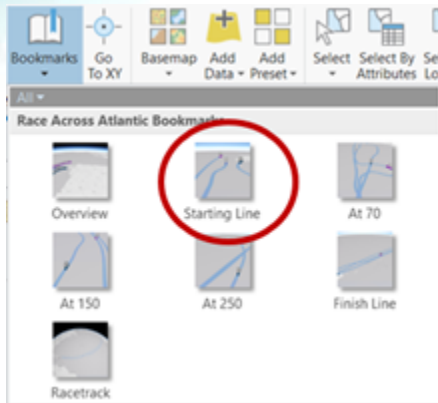 Bookmarks Go To XY Basemap Add Data Add Preset Select Select By Attributes
All
Race Across Atlantic Bookmarks
Overview Starting Line At 70
At 150 At 250 Finish Line
Racetrack